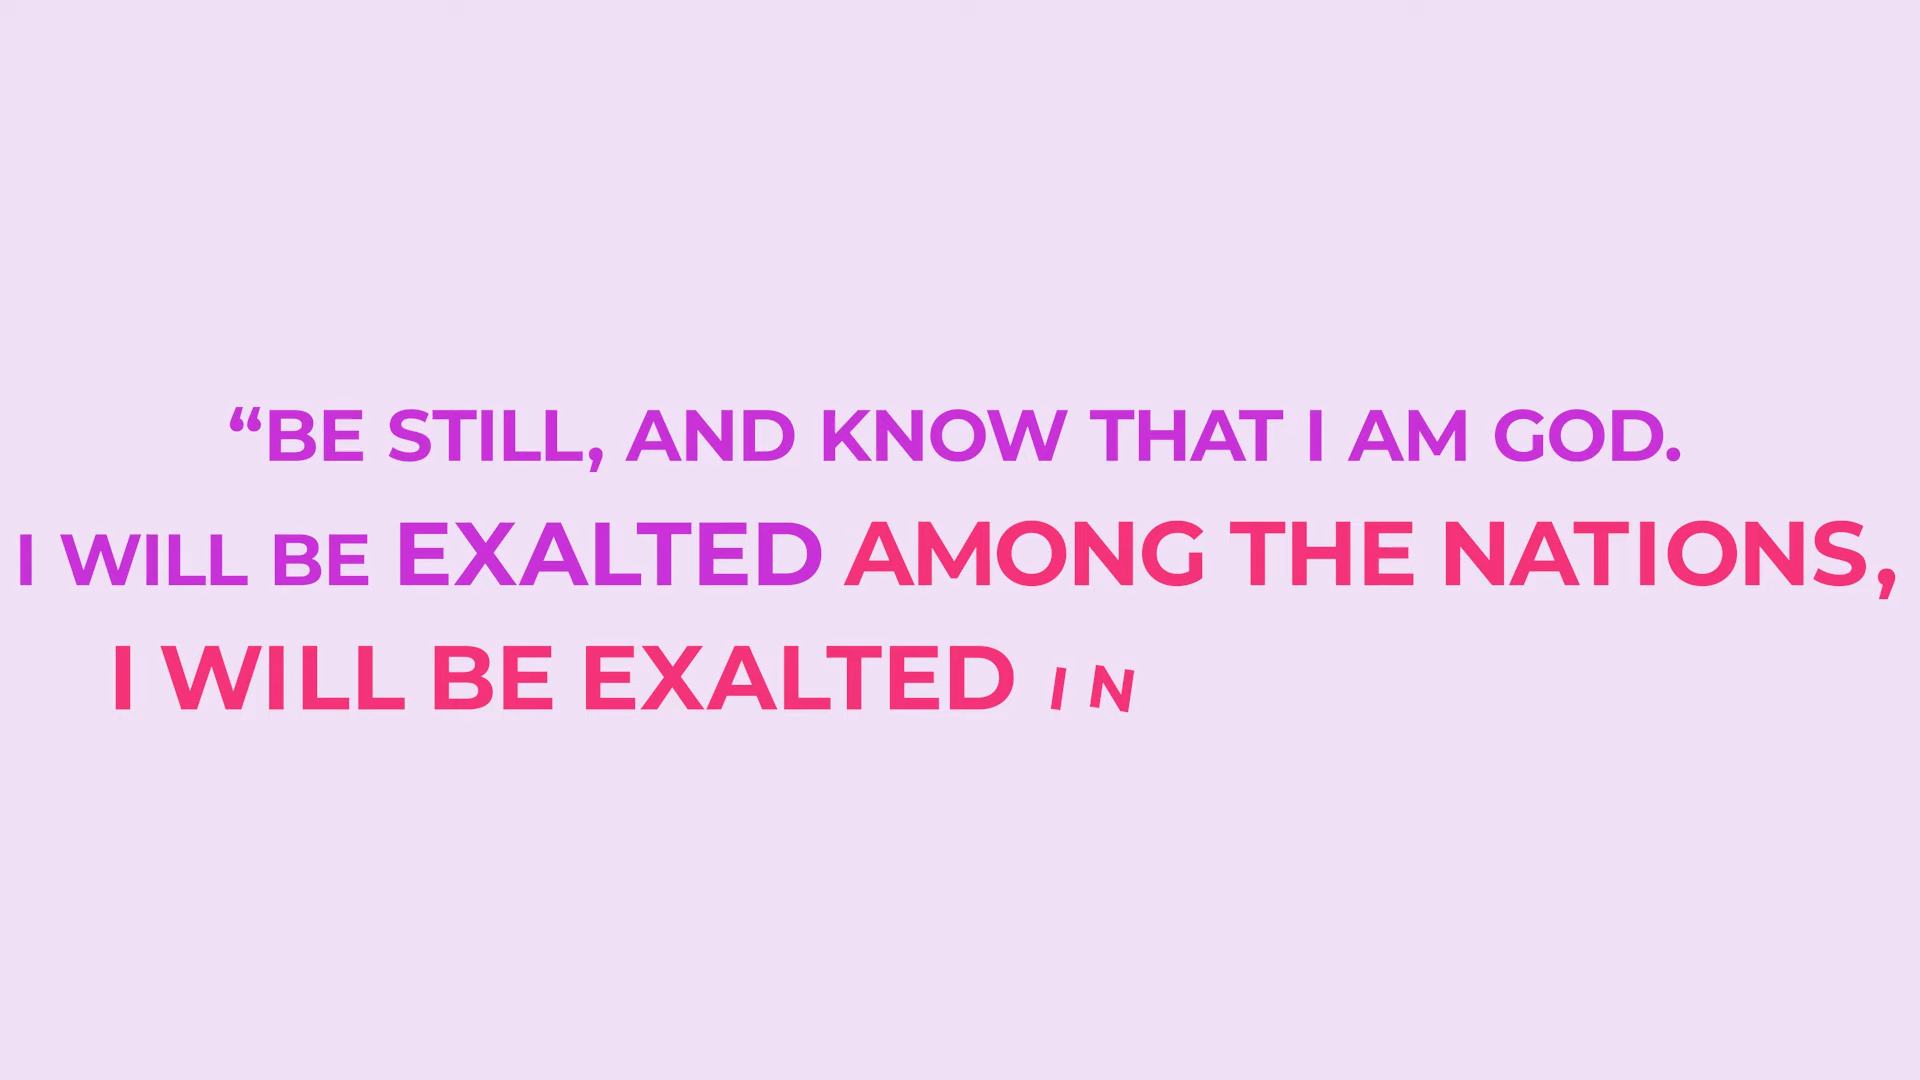 “BE STILL, AND KNOW THAT I AM GOD.
I WILL BE EXALTED AMONG THE NATIONS,
I WILL BE EXALTED IN